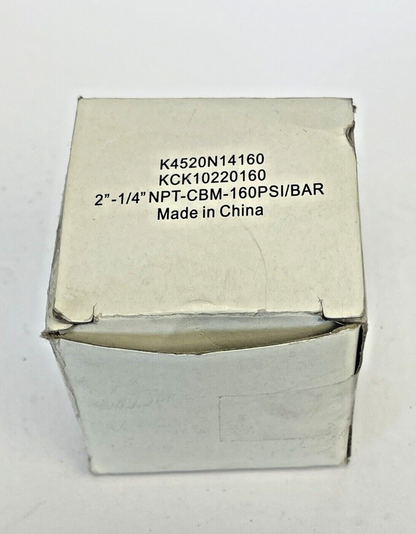 K4520N14160
KCK10220160
2”-1/4” NPT-CBM-160PSI/BAR
Made in China